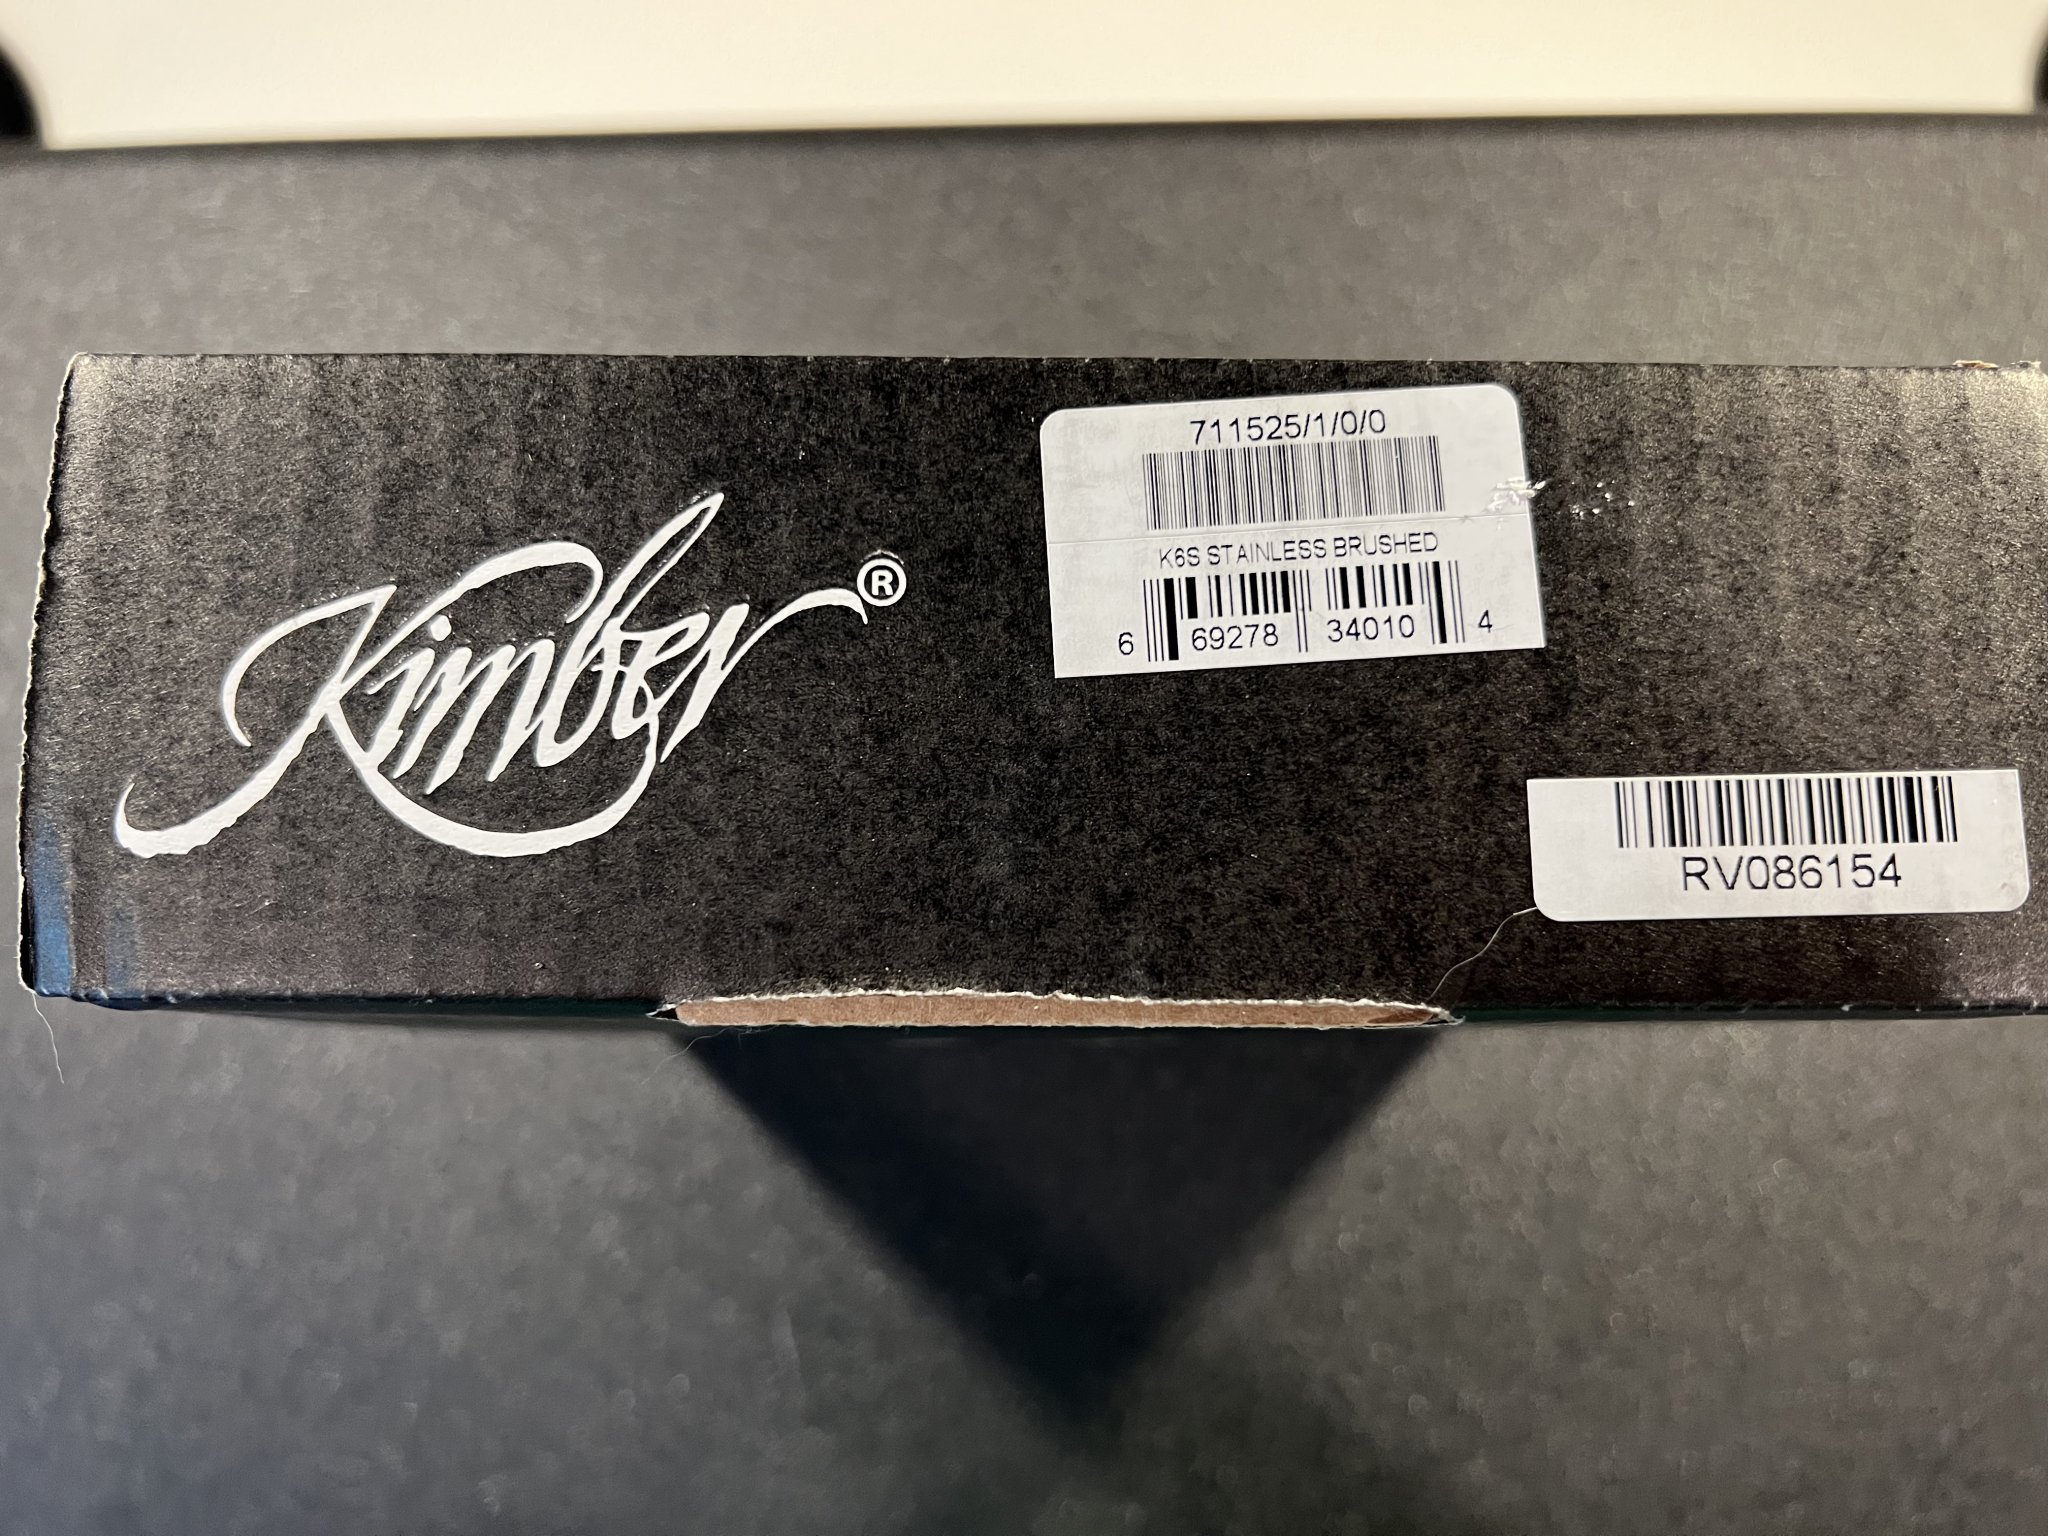 Kimber®
711525/1/0/0
K6S STAINLESS BRUSHED
6 69278 34010 4
RV086154